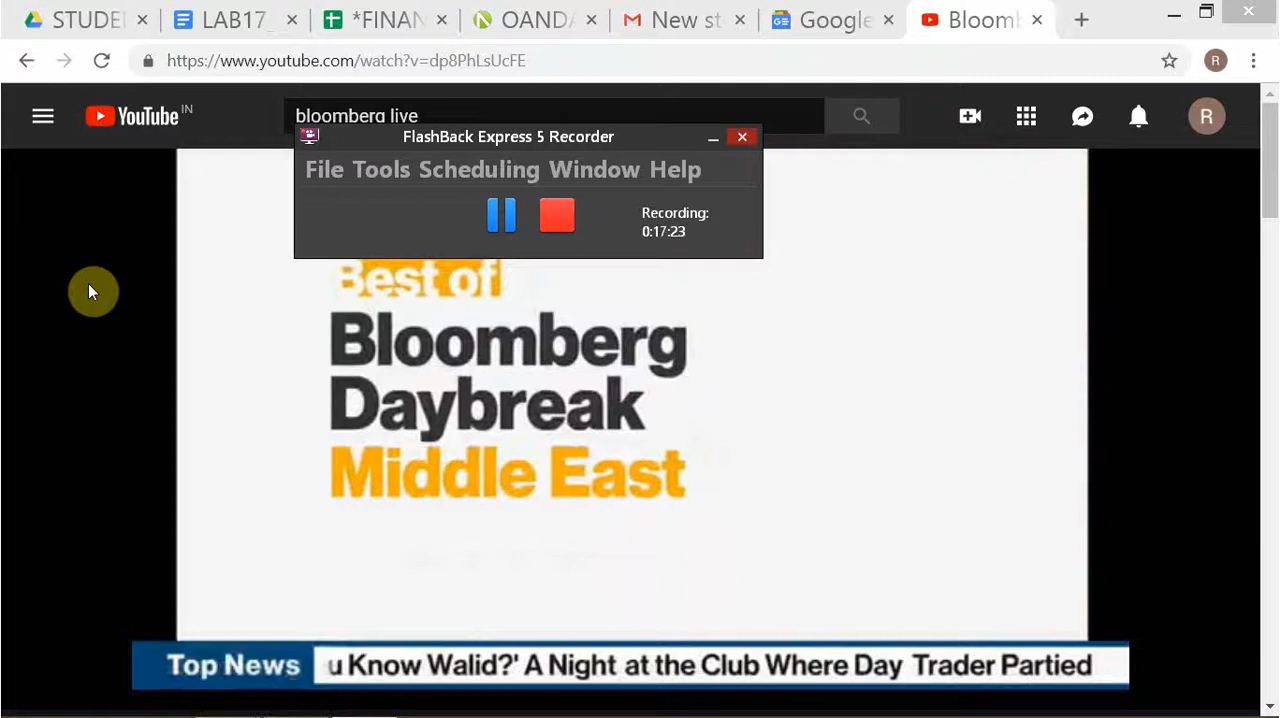 STUDE
LAB17_
*FINAN
OAND
New st
Google
Bloom
https://www.youtube.com/watch?v=dp8PhLsUcFE
R
YouTube IN
bloomberg live
R
FlashBack Express 5 Recorder
File Tools Scheduling Window Help
Recording:
0:17:23
Best of
Bloomberg
Daybreak
Middle East
Top News u Know Walid?' A Night at the Club Where Day Trader Partied